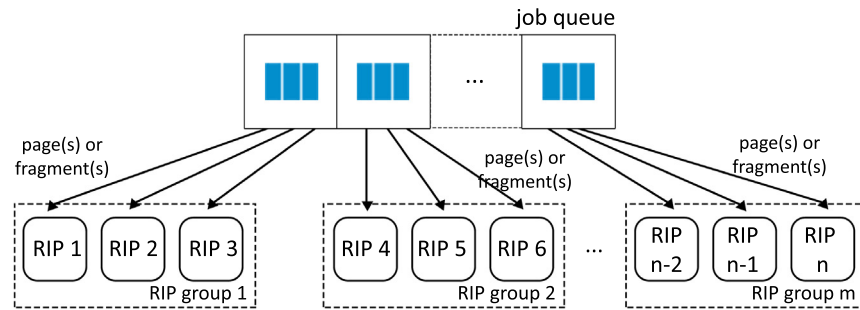 job queue
...
page(s) or
fragment(s)
page(s) or
fragment(s)
page(s) or
fragment(s)
RIP 1
RIP 2
RIP 3
RIP group 1
RIP 4
RIP 5
RIP 6
RIP group 2
...
RIP
n-2
RIP
n-1
RIP
n
RIP group m